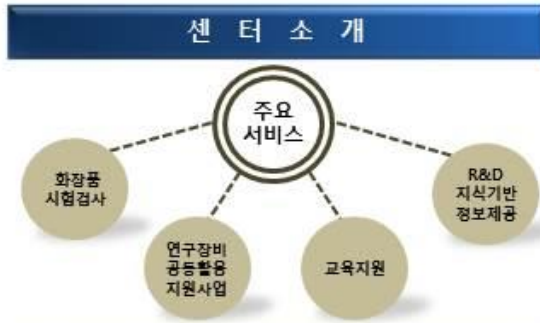 센 터 소 개
주요
서비스
화장품
시험검사
연구장비
공동활용
지원사업
교육지원
R&D
지식기반
정보제공